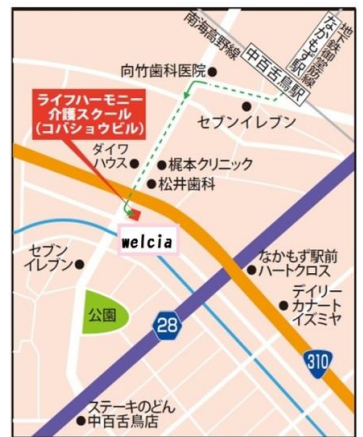 南海高野線
中百舌鳥駅
地下鉄御堂筋線
なかもず駅
向竹歯科医院
セブンイレブン
ライフハーモニー
介護スクール
(コバショウビル)
ダイワ
ハウス
梶本クリニック
松井歯科
welcia
セブン
イレブン
なかもず駅前
ハートクロス
公園
デイリー
カナート
イズミヤ
28
310
ステーキのどん
中百舌鳥店